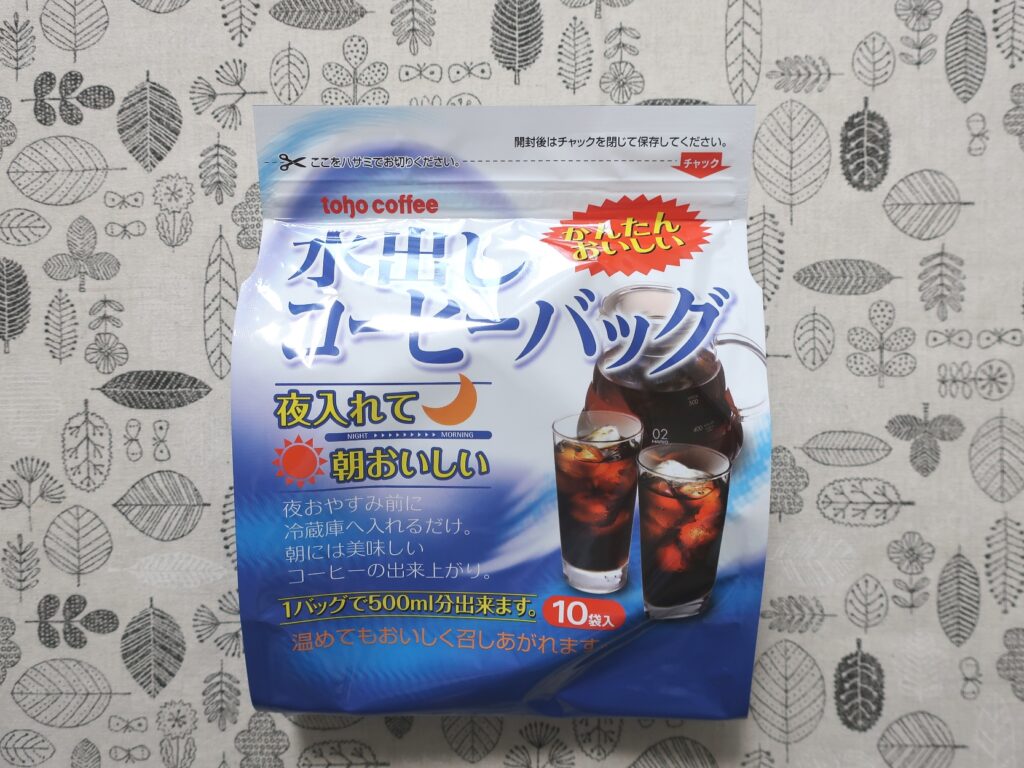 開封後はチャックを閉じて保存してください。
ここをハサミでお切りください。
チャック
toho coffee
かんたん
おいしい
水出し
コーヒーバッグ
夜入れて
NIGHT
MORNING
朝おいしい
夜おやすみ前に
冷蔵庫へ入れるだけ。
朝には美味しい
コーヒーの出来上がり。
1バッグで500ml分出来ます。
10袋入
温めてもおいしく召しあがれます。
02